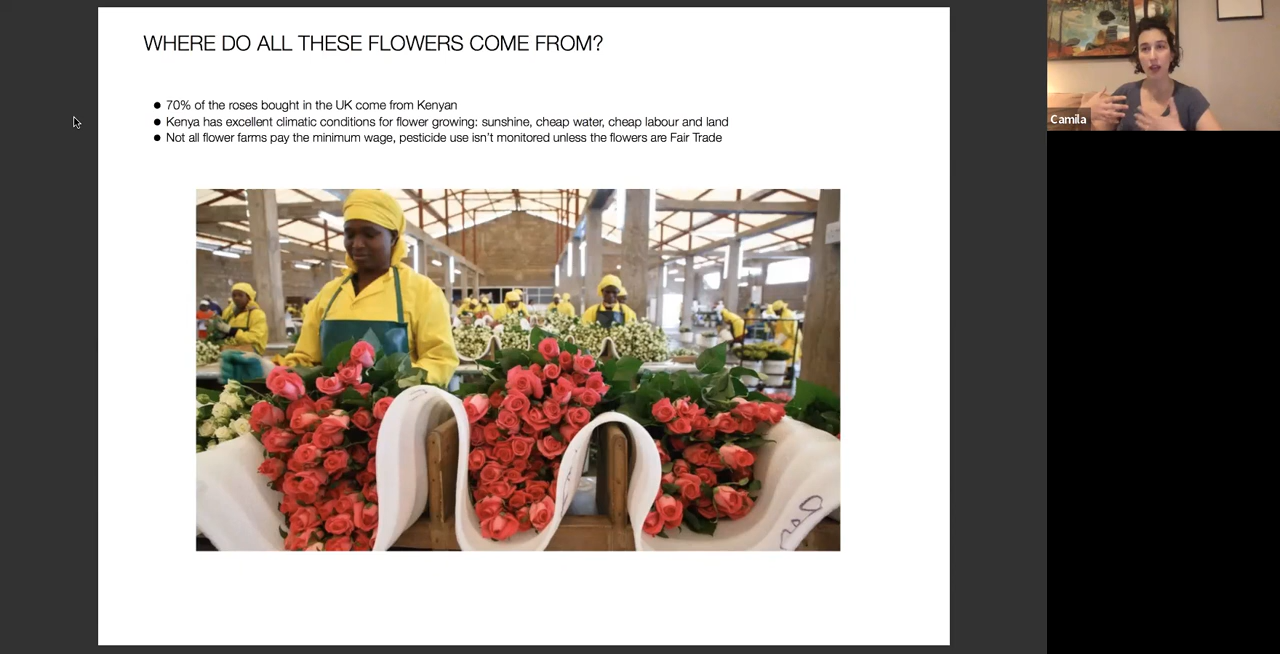 WHERE DO ALL THESE FLOWERS COME FROM?
● 70% of the roses bought in the UK come from Kenyan
● Kenya has excellent climatic conditions for flower growing: sunshine, cheap water, cheap labour and land
● Not all flower farms pay the minimum wage, pesticide use isn't monitored unless the flowers are Fair Trade
Camila